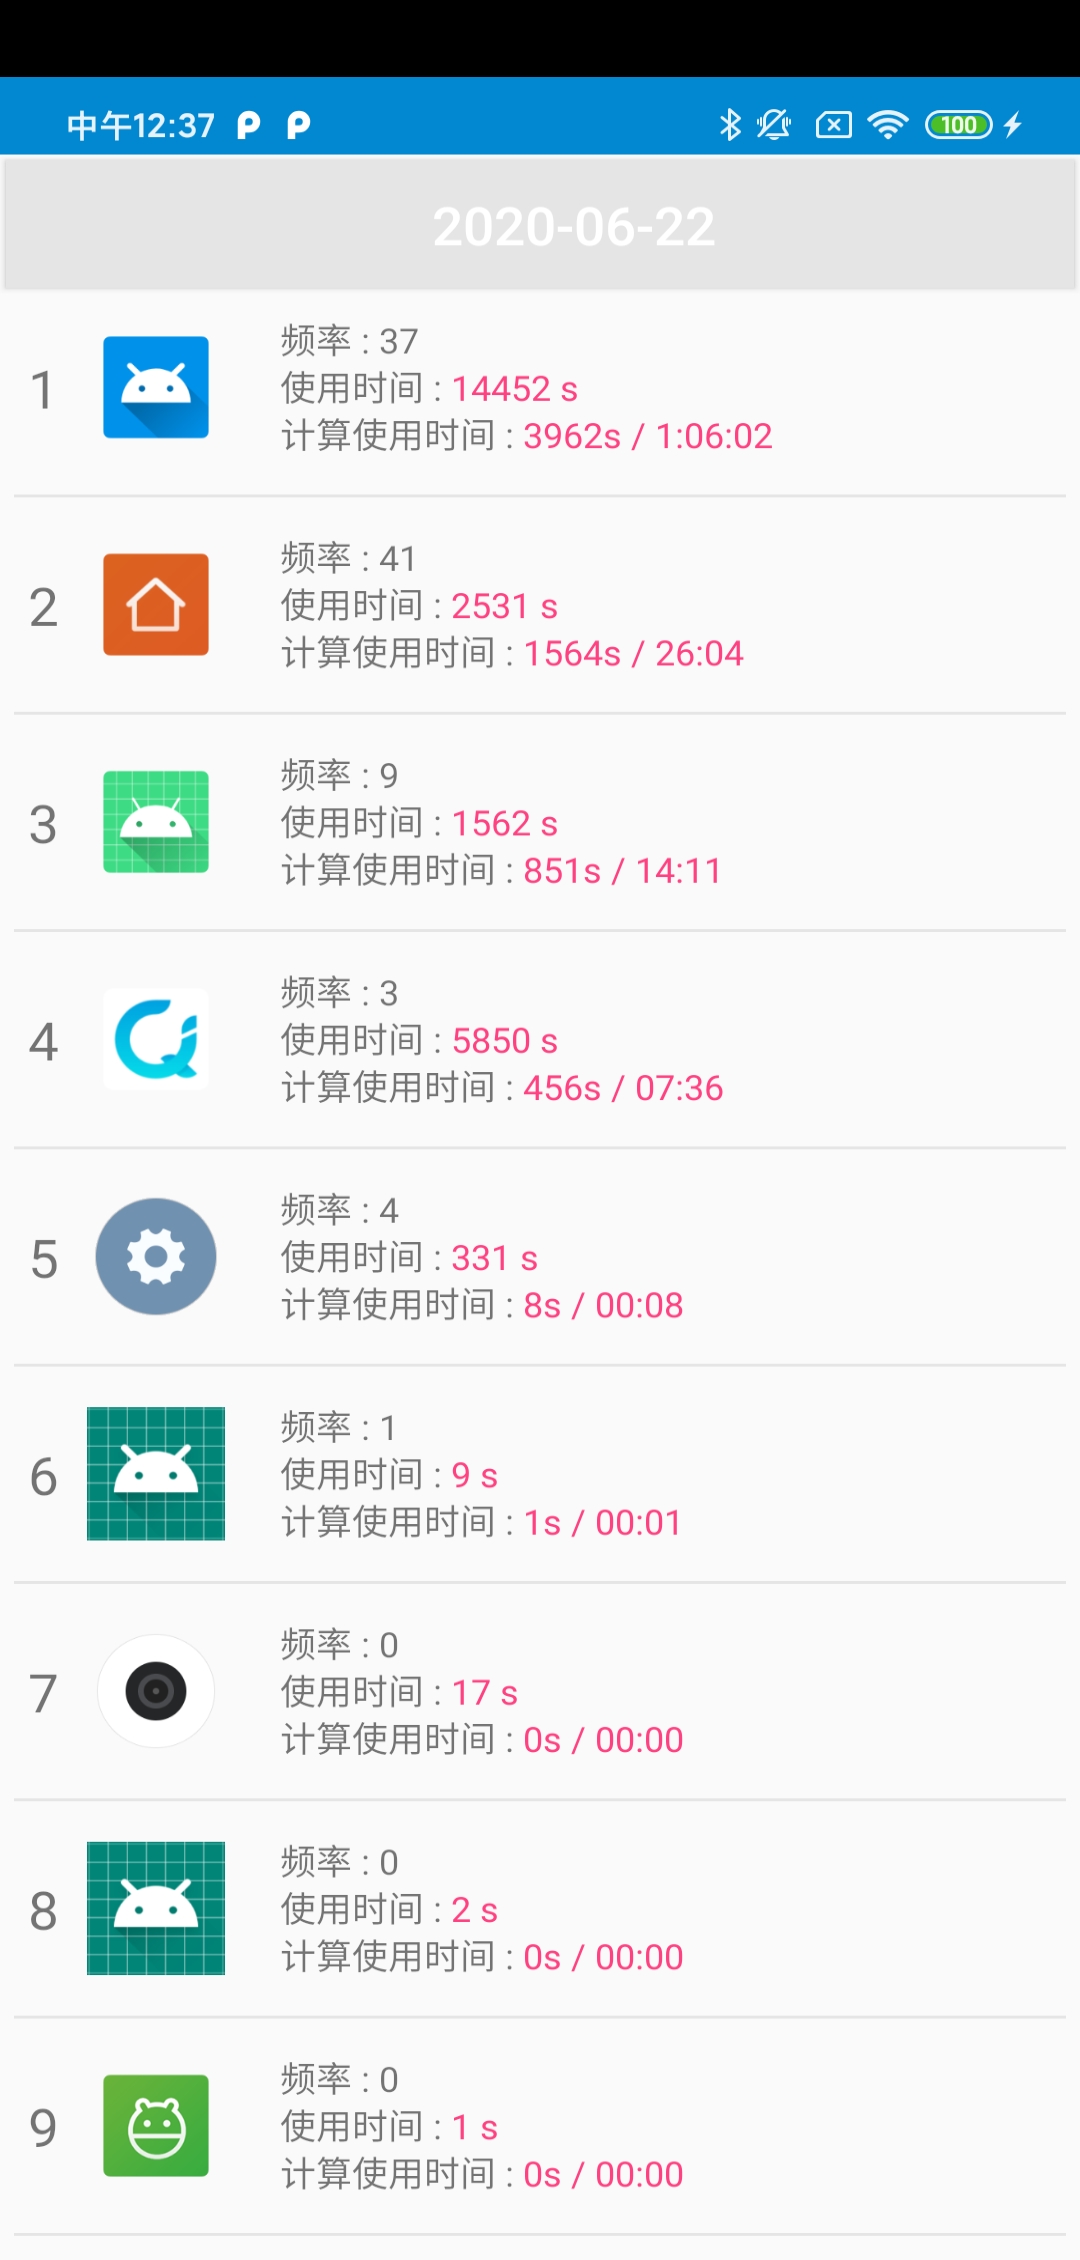 中午12:37
100
2020-06-22
1
频率 : 37
使用时间 : 14452 s
计算使用时间 : 3962s / 1:06:02
2
频率 : 41
使用时间 : 2531 s
计算使用时间 : 1564s / 26:04
3
频率 : 9
使用时间 : 1562 s
计算使用时间 : 851s / 14:11
4
频率 : 3
使用时间 : 5850 s
计算使用时间 : 456s / 07:36
5
频率 : 4
使用时间 : 331 s
计算使用时间 : 8s / 00:08
6
频率 : 1
使用时间 : 9 s
计算使用时间 : 1s / 00:01
7
频率 : 0
使用时间 : 17 s
计算使用时间 : 0s / 00:00
8
频率 : 0
使用时间 : 2 s
计算使用时间 : 0s / 00:00
9
频率 : 0
使用时间 : 1 s
计算使用时间 : 0s / 00:00